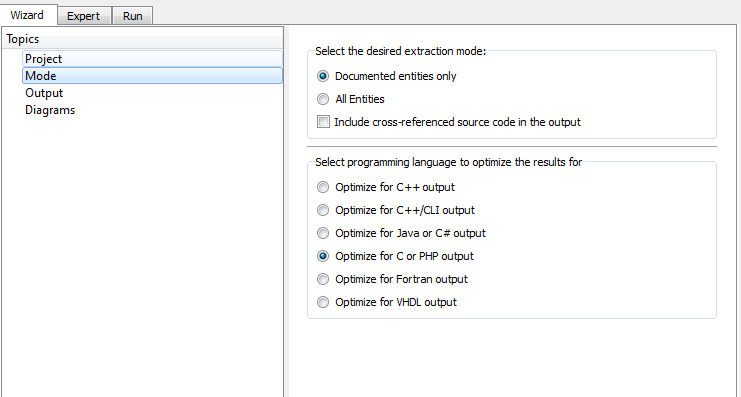 Wizard Expert Run
Topics
Project
Mode
Output
Diagrams
Select the desired extraction mode:
Documented entities only
All Entities
Include cross-referenced source code in the output
Select programming language to optimize the results for
Optimize for C++ output
Optimize for C++/CLI output
Optimize for Java or C# output
Optimize for C or PHP output
Optimize for Fortran output
Optimize for VHDL output